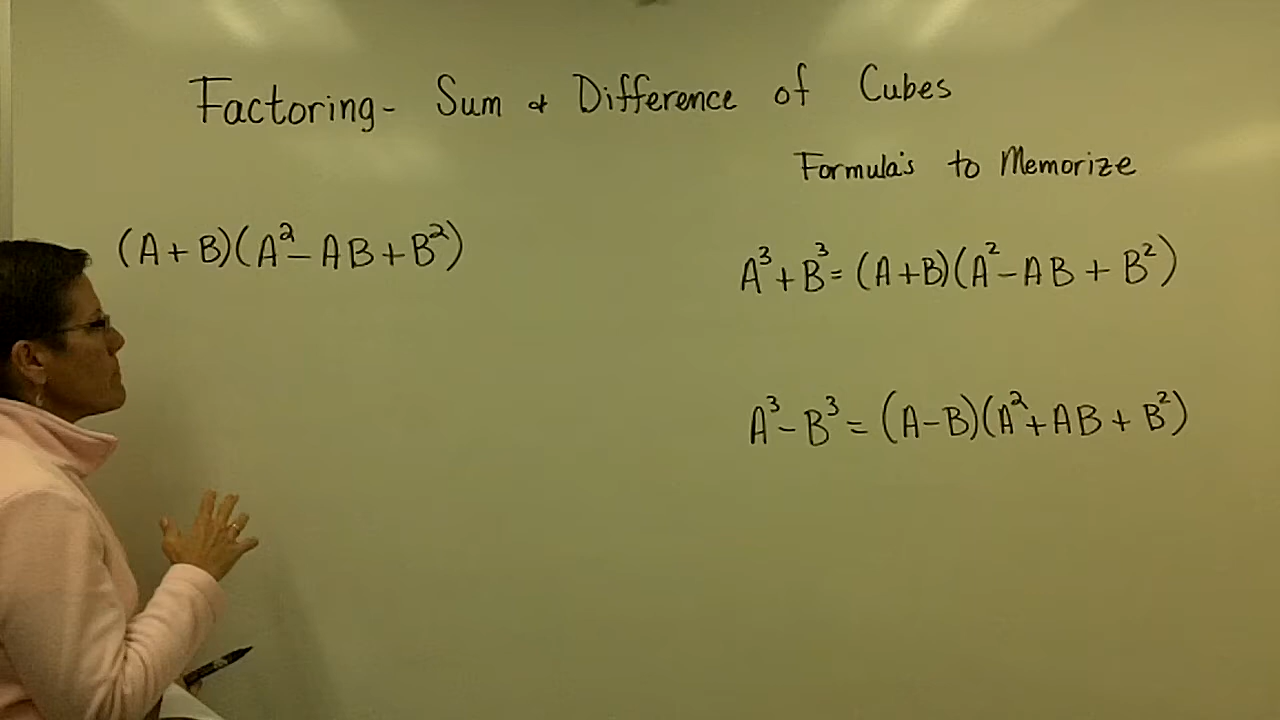 Factoring- Sum & Difference of Cubes
Formula's to Memorize
(A+B)(A²-AB+B²)
A³+B³=(A+B)(A²-AB+B²)
A³-B³=(A-B)(A²+AB+B²)